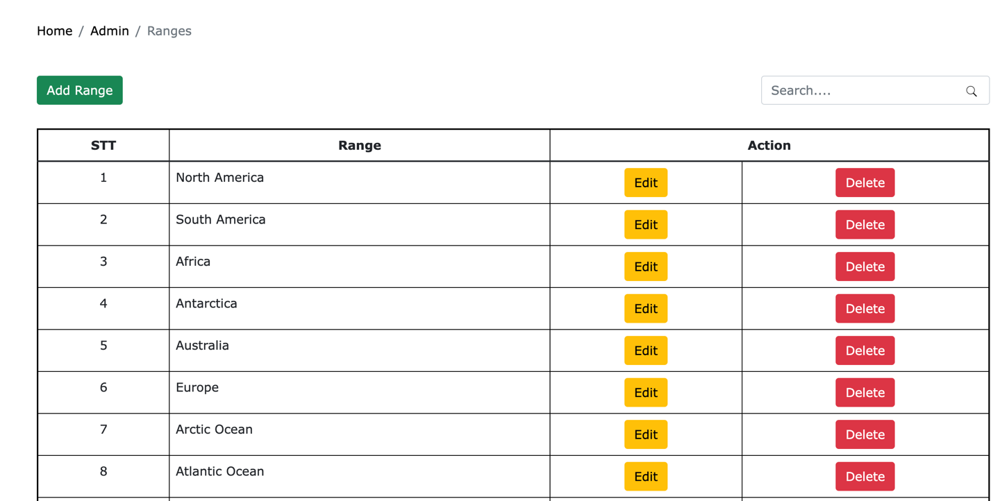 Home / Admin / Ranges
Add Range Search....
STT Range Action
1 North America Edit Delete
2 South America Edit Delete
3 Africa Edit Delete
4 Antarctica Edit Delete
5 Australia Edit Delete
6 Europe Edit Delete
7 Arctic Ocean Edit Delete
8 Atlantic Ocean Edit Delete